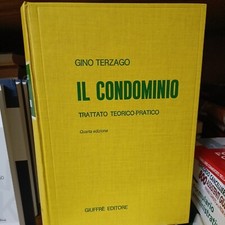 GINO TERZAGO
IL CONDOMINIO
TRATTATO TEORICO-PRATICO
Quarta edizione
GIUFFRÈ EDITORE